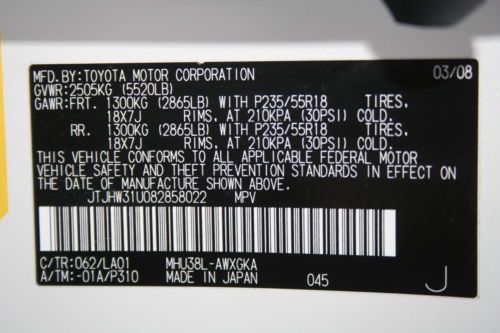 MFD.BY:TOYOTA MOTOR CORPORATION 03/08
GVWR:2505KG (5520LB)
GAWR:FRT. 1300KG (2865LB) WITH P235/55R18 TIRES,
18X7J RIMS, AT 210KPA (30PSI) COLD.
RR. 1300KG (2865LB) WITH P235/55R18 TIRES,
18X7J RIMS, AT 210KPA (30PSI) COLD.
THIS VEHICLE CONFORMS TO ALL APPLICABLE FEDERAL MOTOR
VEHICLE SAFETY AND THEFT PREVENTION STANDARDS IN EFFECT ON
THE DATE OF MANUFACTURE SHOWN ABOVE.
JTJHW31U082858022 MPV
C/TR:062/LA01 MHU38L-AWXGKA
A/TM:-01A/P310 MADE IN JAPAN 045 J